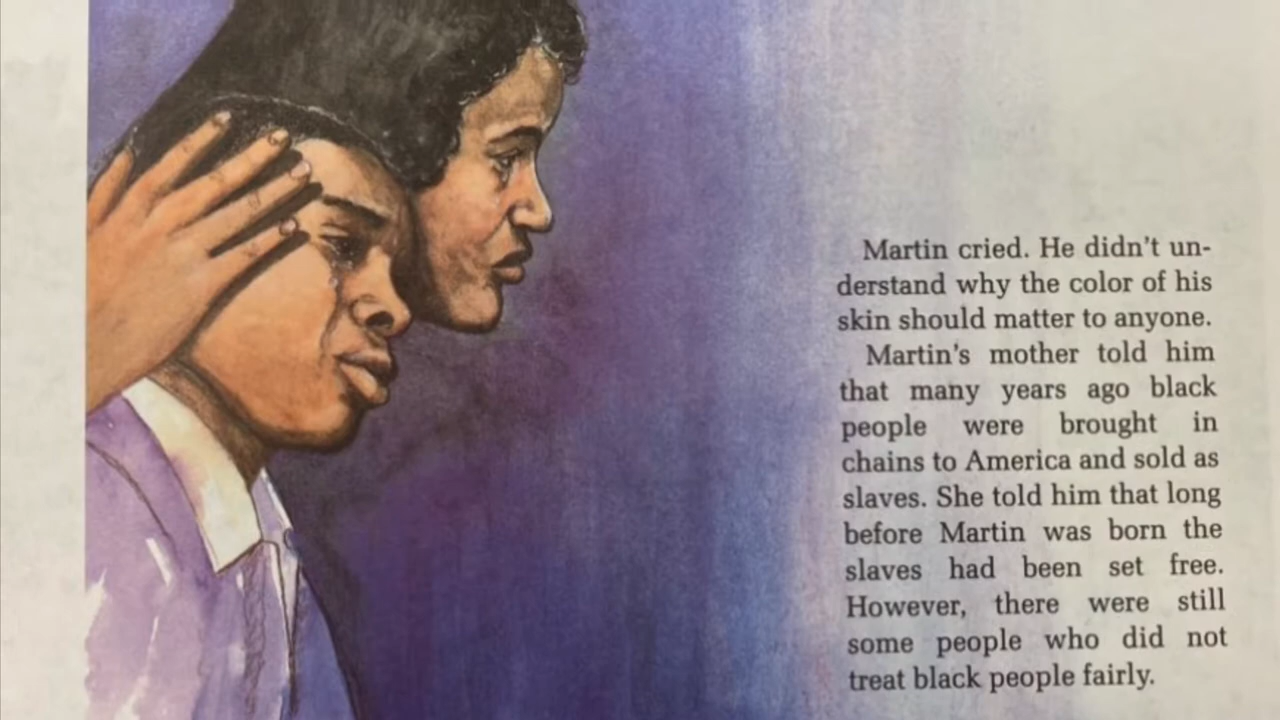 Martin cried. He didn't un-
derstand why the color of his
skin should matter to anyone.
Martin's mother told him
that many years ago black
people were brought in
chains to America and sold as
slaves. She told him that long
before Martin was born the
slaves had been set free.
However, there were still
some people who did not
treat black people fairly.